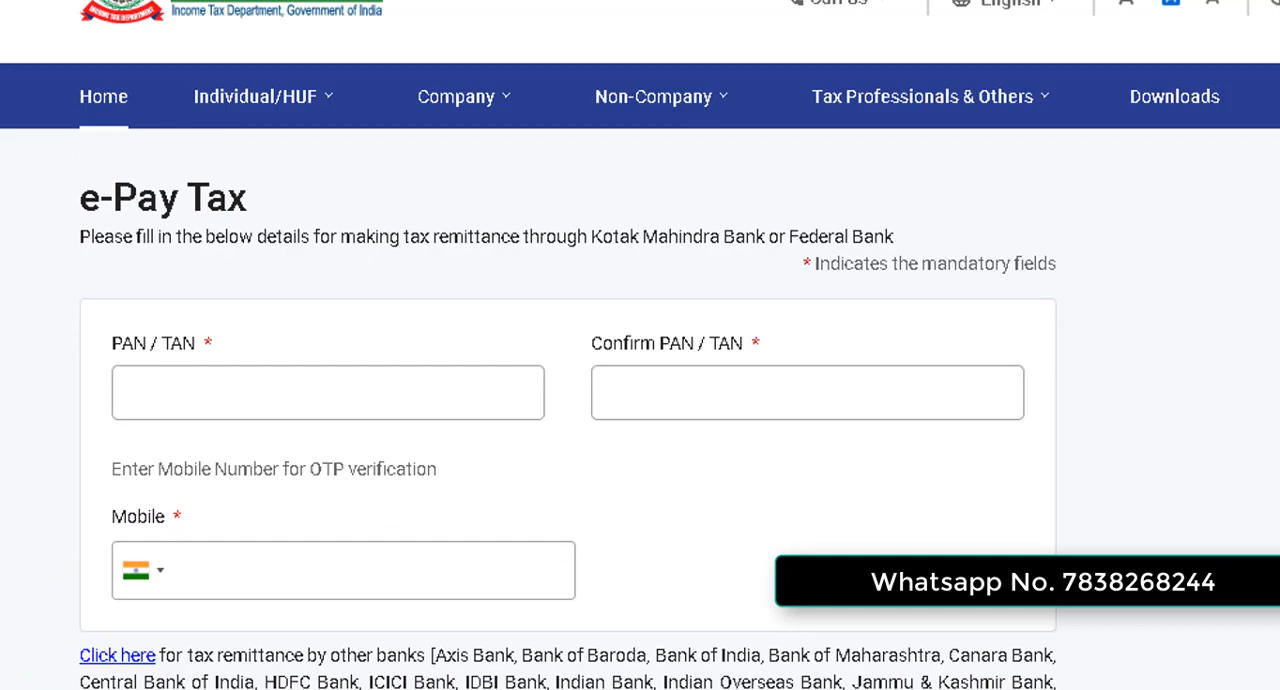 Income Tax Department, Government of India
Call Us English
Home Individual/HUF Company Non-Company Tax Professionals & Others Downloads
e-Pay Tax
Please fill in the below details for making tax remittance through Kotak Mahindra Bank or Federal Bank
* Indicates the mandatory fields
PAN / TAN * Confirm PAN / TAN *
Enter Mobile Number for OTP verification
Mobile *
Whatsapp No. 7838268244
Click here for tax remittance by other banks [Axis Bank, Bank of Baroda, Bank of India, Bank of Maharashtra, Canara Bank,
Central Bank of India, HDFC Bank, ICICI Bank, IDBI Bank, Indian Bank, Indian Overseas Bank, Jammu & Kashmir Bank,